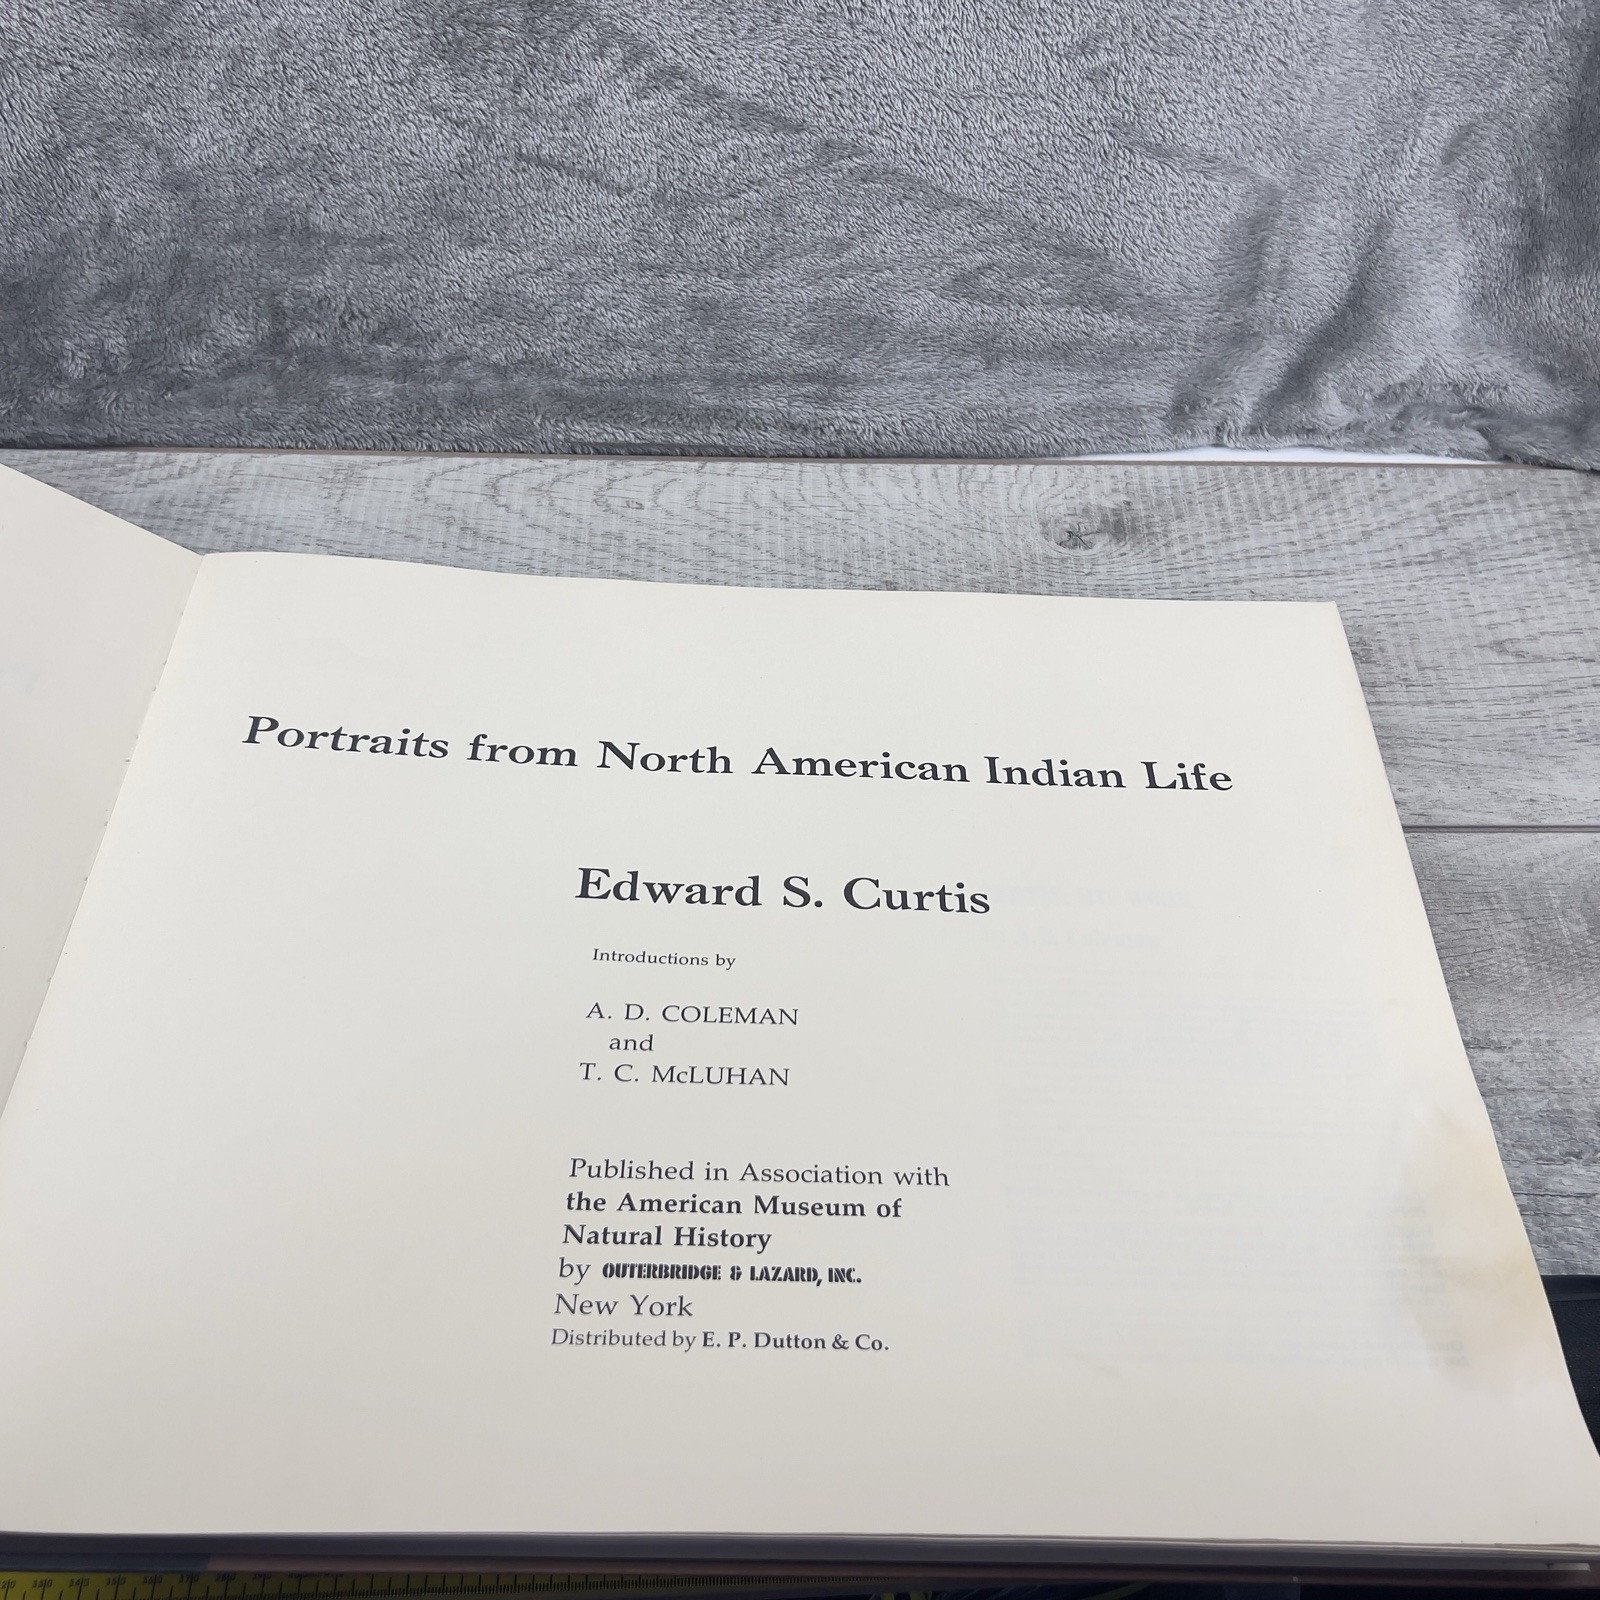 Portraits from North American Indian Life
Edward S. Curtis
Introductions by
A. D. COLEMAN
and
T. C. McLUHAN
Published in Association with
the American Museum of
Natural History
by OUTERBRIDGE & LAZARD, INC.
New York
Distributed by E. P. Dutton & Co.